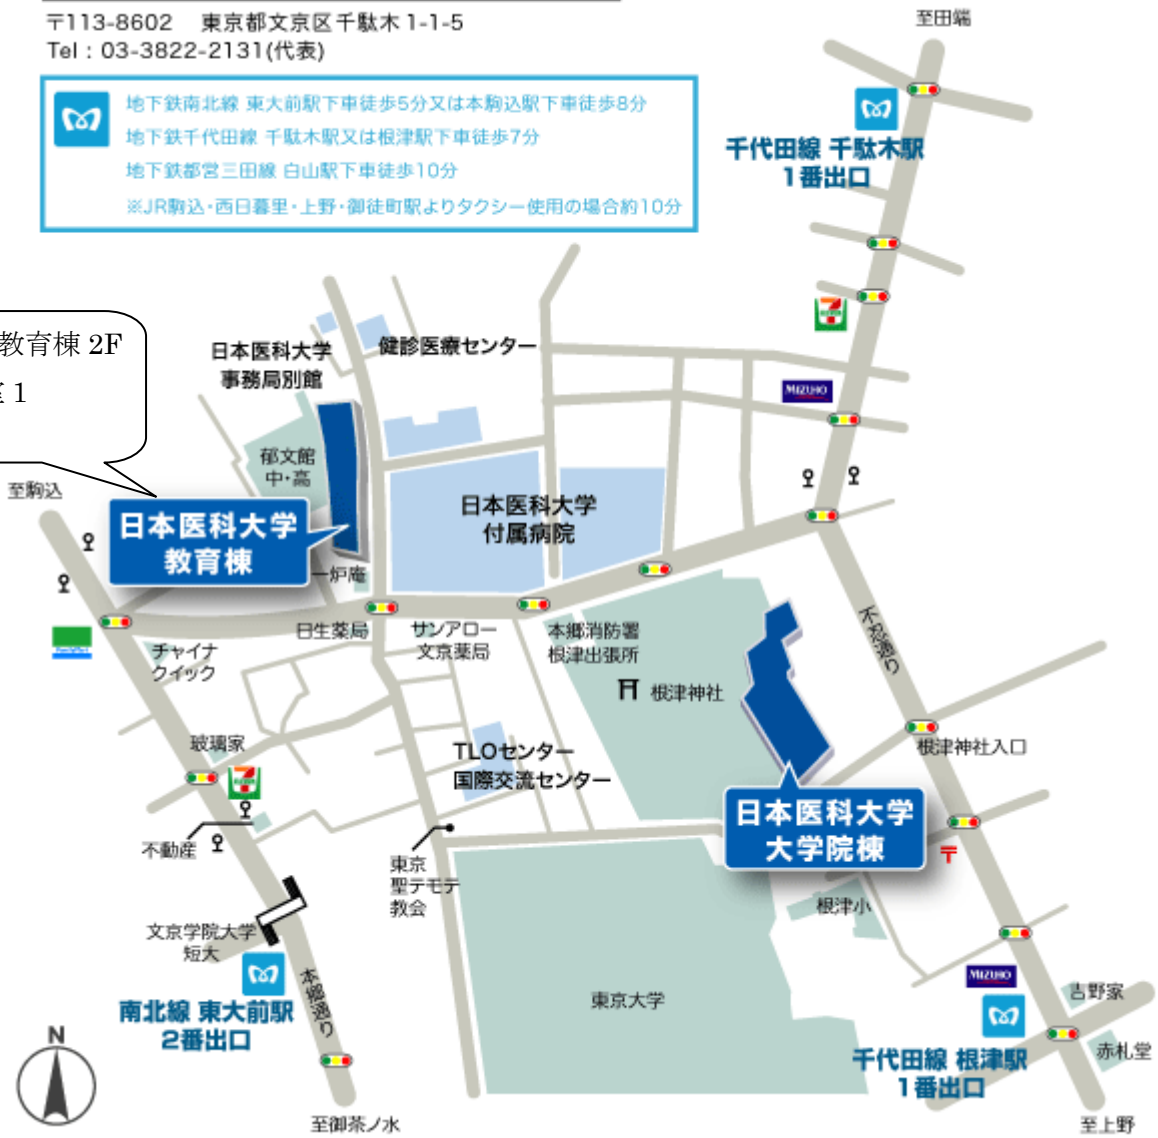 〒113-8602 東京都文京区千駄木1-1-5
Tel：03-3822-2131(代表)
地下鉄南北線 東大前駅下車徒歩5分又は本駒込駅下車徒歩8分
地下鉄千代田線 千駄木駅又は根津駅下車徒歩7分
地下鉄都営三田線 白山駅下車徒歩10分
※JR駒込・西日暮里・上野・御徒町駅よりタクシー使用の場合約10分
至田端
千代田線 千駄木駅
1番出口
教育棟 2F
1
日本医科大学
事務局別館
健診医療センター
MIZUHO
郁文館
中・高
至駒込
日本医科大学
教育棟
日本医科大学
付属病院
一炉庵
日生薬局
サンアロー
文京薬局
本郷消防署
根津出張所
不忍通り
チャイナ
クイック
根津神社
玻璃家
TLOセンター
国際交流センター
根津神社入口
日本医科大学
大学院棟
〒
不動産
東京
聖テモテ
教会
根津小
文京学院大学
短大
本郷通り
南北線 東大前駅
2番出口
東京大学
MIZUHO
吉野家
赤札堂
千代田線 根津駅
1番出口
N
至御茶ノ水
至上野